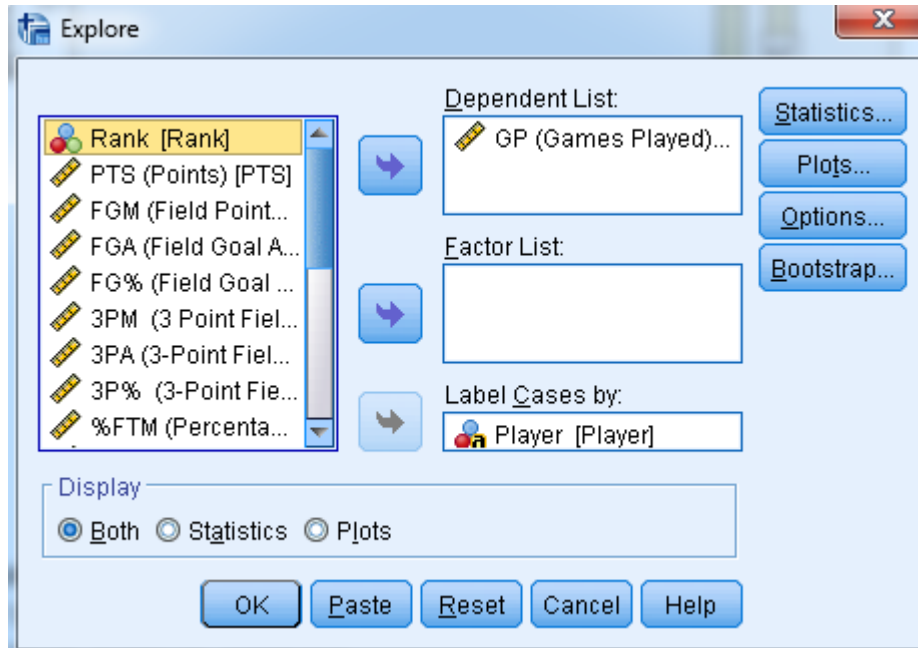 Explore
Rank [Rank]
PTS (Points) [PTS]
FGM (Field Point...
FGA (Field Goal A...
FG% (Field Goal ...
3PM (3 Point Fiel...
3PA (3-Point Fiel...
3P% (3-Point Fie...
%FTM (Percenta...
Dependent List:
GP (Games Played)...
Factor List:
Label Cases by:
a Player [Player]
Statistics...
Plots...
Options...
Bootstrap...
Display
Both Statistics Plots
OK Paste Reset Cancel Help